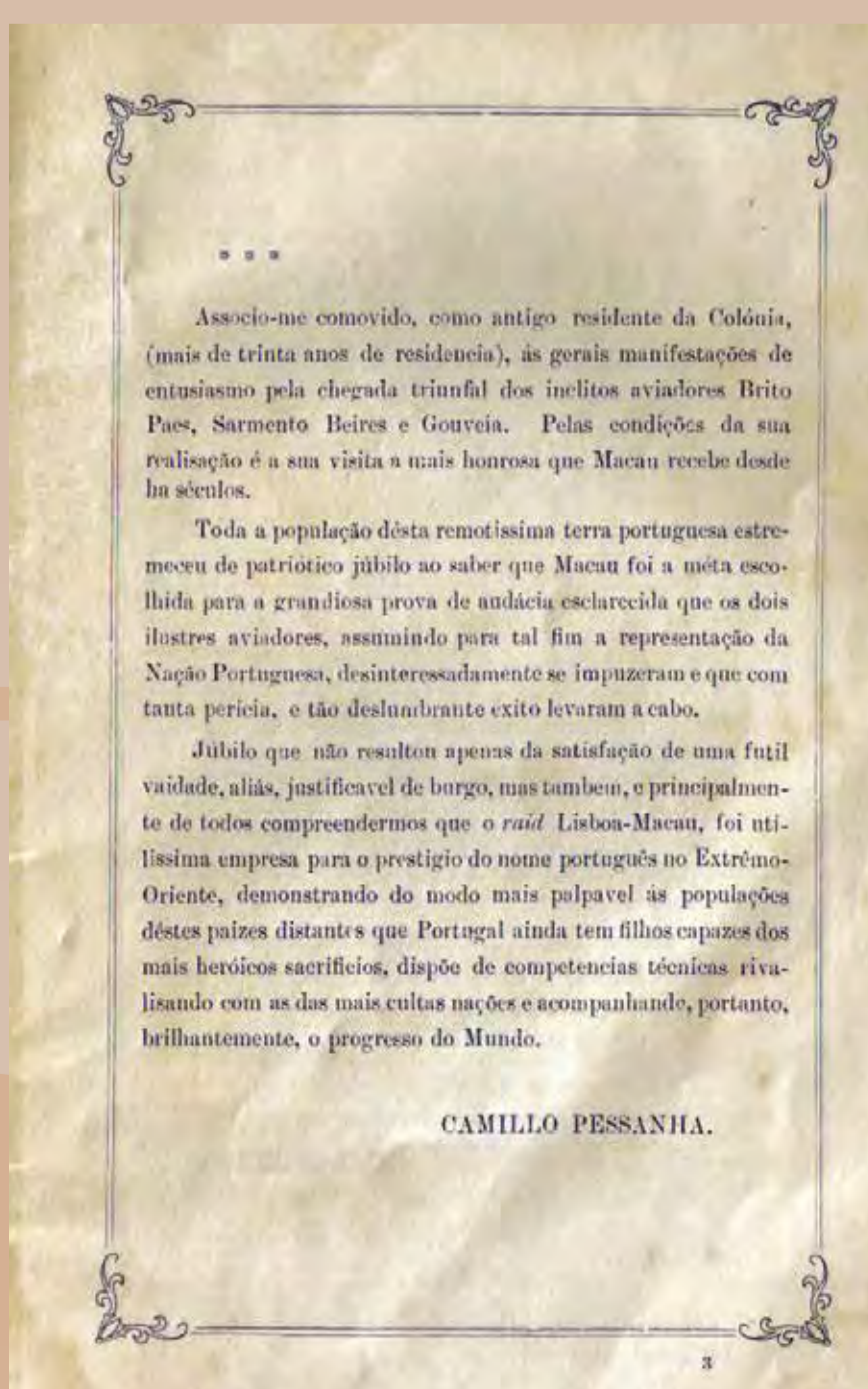 * * *
Associo-me comovido, como antigo residente da Colónia,
(mais de trinta anos de residencia), ás gerais manifestações de
entusiasmo pela chegada triunfal dos inclitos aviadores Brito
Paes, Sarmento Beires e Gouveia. Pelas condições da sua
realisação é a sua visita a mais honrosa que Macau recebe desde
ha séculos.
Toda a população désta remotissima terra portuguesa estre-
meceu de patriótico júbilo ao saber que Macau foi a méta esco-
lhida para a grandiosa prova de audácia esclarecida que os dois
ilustres aviadores, assumindo para tal fim a representação da
Nação Portuguesa, desinteressadamente se impuzeram e que com
tanta perícia, e tão deslumbrante exito levaram a cabo.
Júbilo que não resultou apenas da satisfação de uma futil
vaidade, aliás, justificavel de burgo, mas tambem, e principalmen-
te de todos compreendermos que o raid Lisboa-Macau, foi uti-
lissima empresa para o prestigio do nome português no Extrêmo-
Oriente, demonstrando do modo mais palpavel ás populações
déstes paizes distantes que Portugal ainda tem filhos capazes dos
mais heróicos sacrificios, dispõe de competencias técnicas riva-
lisando com as das mais cultas nações e acompanhando, portanto,
brilhantemente, o progresso do Mundo.
CAMILLO PESSANHA.
3